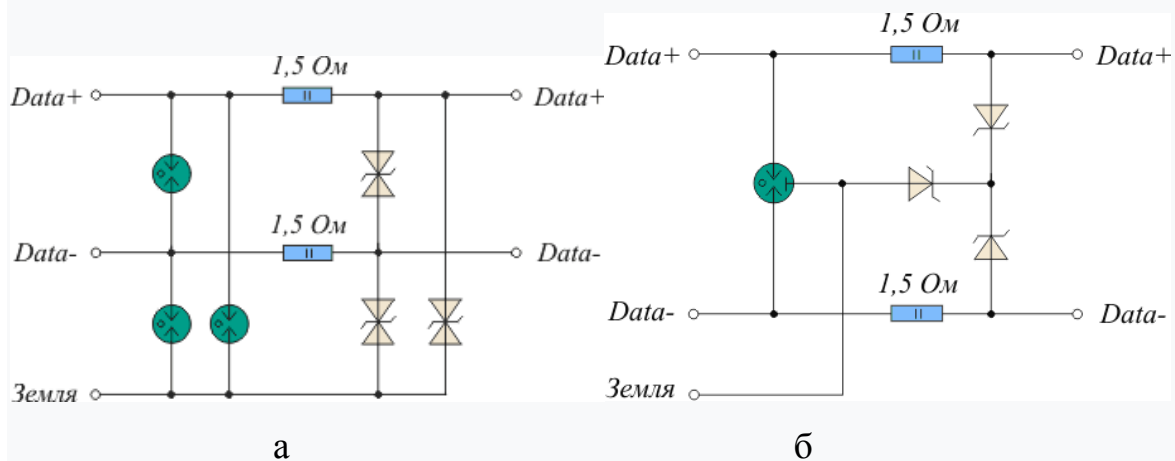 1,5 Ом
Data+
Data+
1,5 Ом
Data-
Data-
Земля
а
1,5 Ом
Data+
Data+
1,5 Ом
Data-
Data-
Земля
б